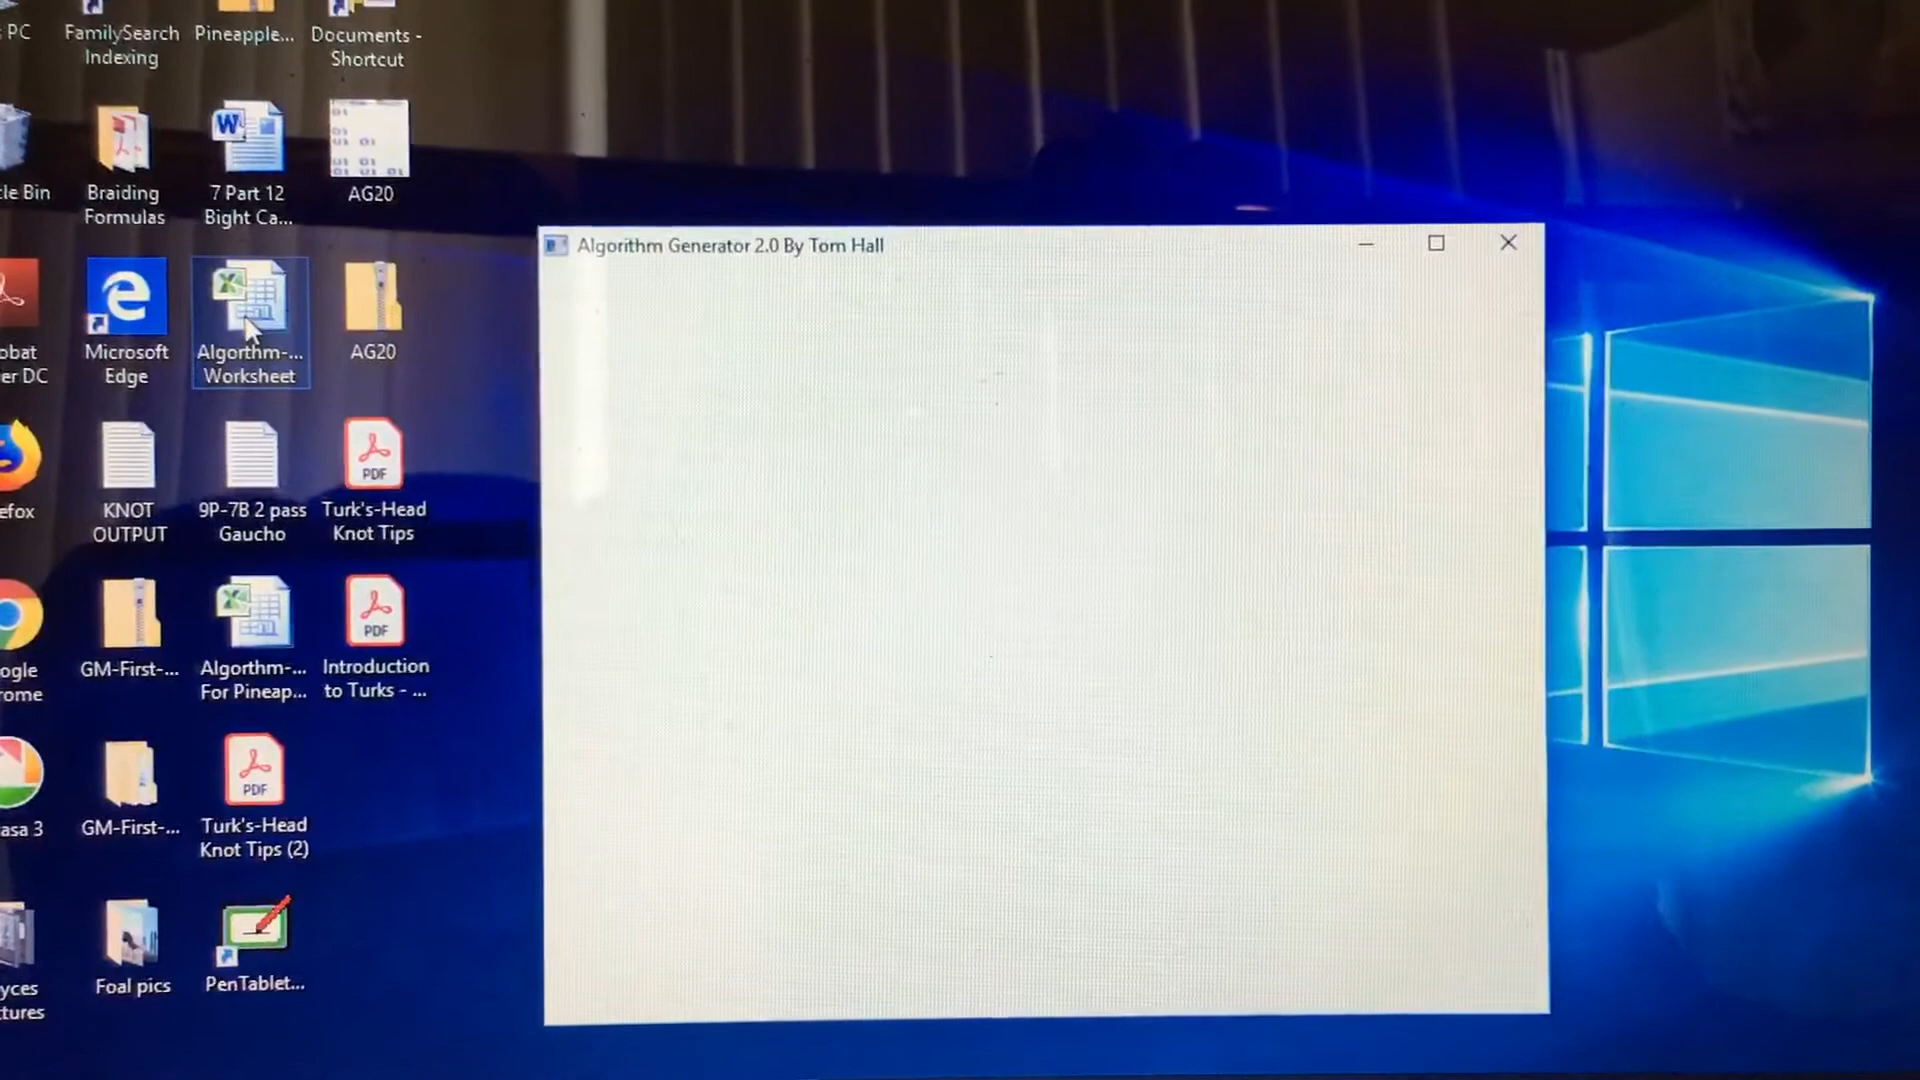 PC
FamilySearch
Indexing
Pineapple...
Documents -
Shortcut
cle Bin
Braiding
Formulas
7 Part 12
Bight Ca...
AG20
Algorithm Generator 2.0 By Tom Hall
obat
er DC
Microsoft
Edge
Algorthm-...
Worksheet
AG20
efox
KNOT
OUTPUT
9P-7B 2 pass
Gaucho
PDF
Turk's-Head
Knot Tips
ogle
rome
GM-First-...
Algorthm-...
For Pineap...
PDF
Introduction
to Turks - ...
asa 3
GM-First-...
PDF
Turk's-Head
Knot Tips (2)
yces
tures
Foal pics
PenTablet...